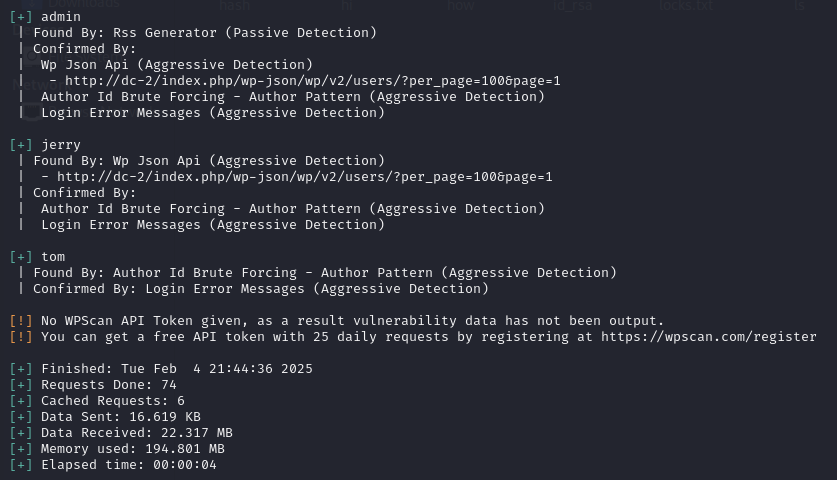 [+] admin
| Found By: Rss Generator (Passive Detection)
| Confirmed By:
|  Wp Json Api (Aggressive Detection)
|   - http://dc-2/index.php/wp-json/wp/v2/users/?per_page=100&page=1
|  Author Id Brute Forcing - Author Pattern (Aggressive Detection)
|  Login Error Messages (Aggressive Detection)
[+] jerry
| Found By: Wp Json Api (Aggressive Detection)
|  - http://dc-2/index.php/wp-json/wp/v2/users/?per_page=100&page=1
| Confirmed By:
|  Author Id Brute Forcing - Author Pattern (Aggressive Detection)
|  Login Error Messages (Aggressive Detection)
[+] tom
| Found By: Author Id Brute Forcing - Author Pattern (Aggressive Detection)
| Confirmed By: Login Error Messages (Aggressive Detection)
[!] No WPScan API Token given, as a result vulnerability data has not been output.
[!] You can get a free API token with 25 daily requests by registering at https://wpscan.com/register
[+] Finished: Tue Feb  4 21:44:36 2025
[+] Requests Done: 74
[+] Cached Requests: 6
[+] Data Sent: 16.619 KB
[+] Data Received: 22.317 MB
[+] Memory used: 194.801 MB
[+] Elapsed time: 00:00:04